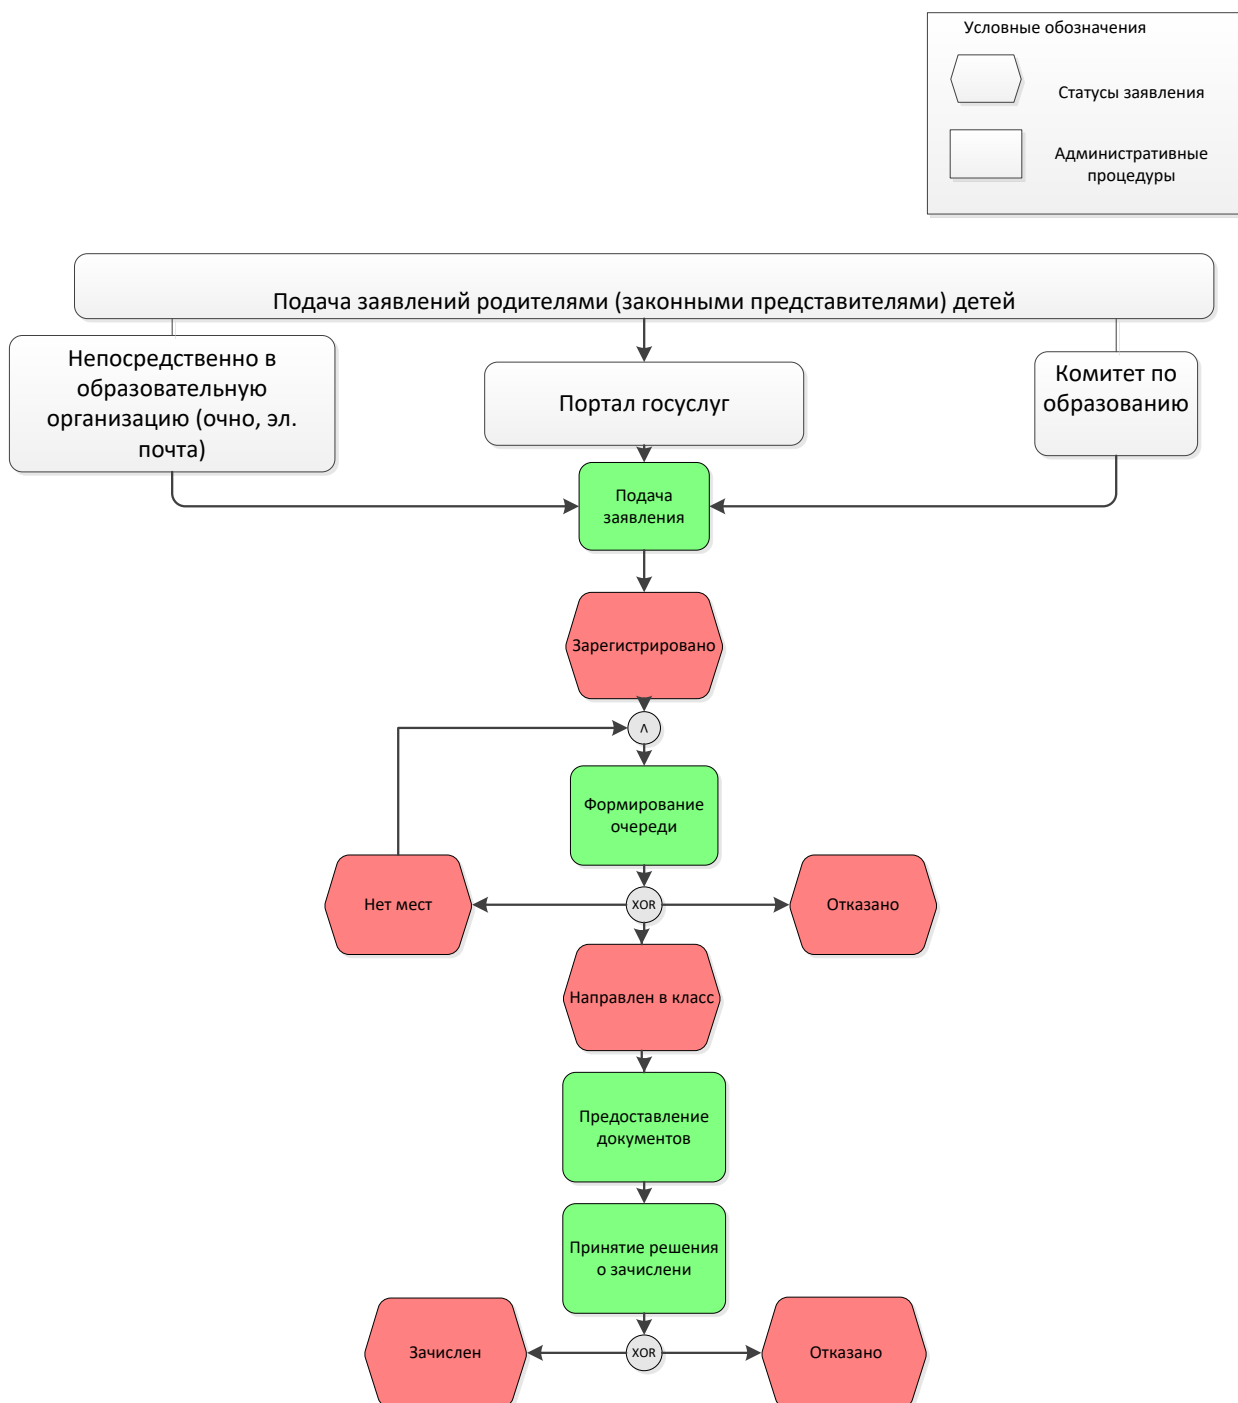 Условные обозначения
Статусы заявления
Административные
процедуры
Подача заявлений родителями (законными представителями) детей
Непосредственно в
образовательную
организацию (очно, эл.
почта)
Портал госуслуг
Комитет по
образованию
Подача
заявления
Зарегистрировано
Λ
Формирование
очереди
Нет мест
XOR
Отказано
Направлен в класс
Предоставление
документов
Принятие решения
о зачислени
Зачислен
XOR
Отказано